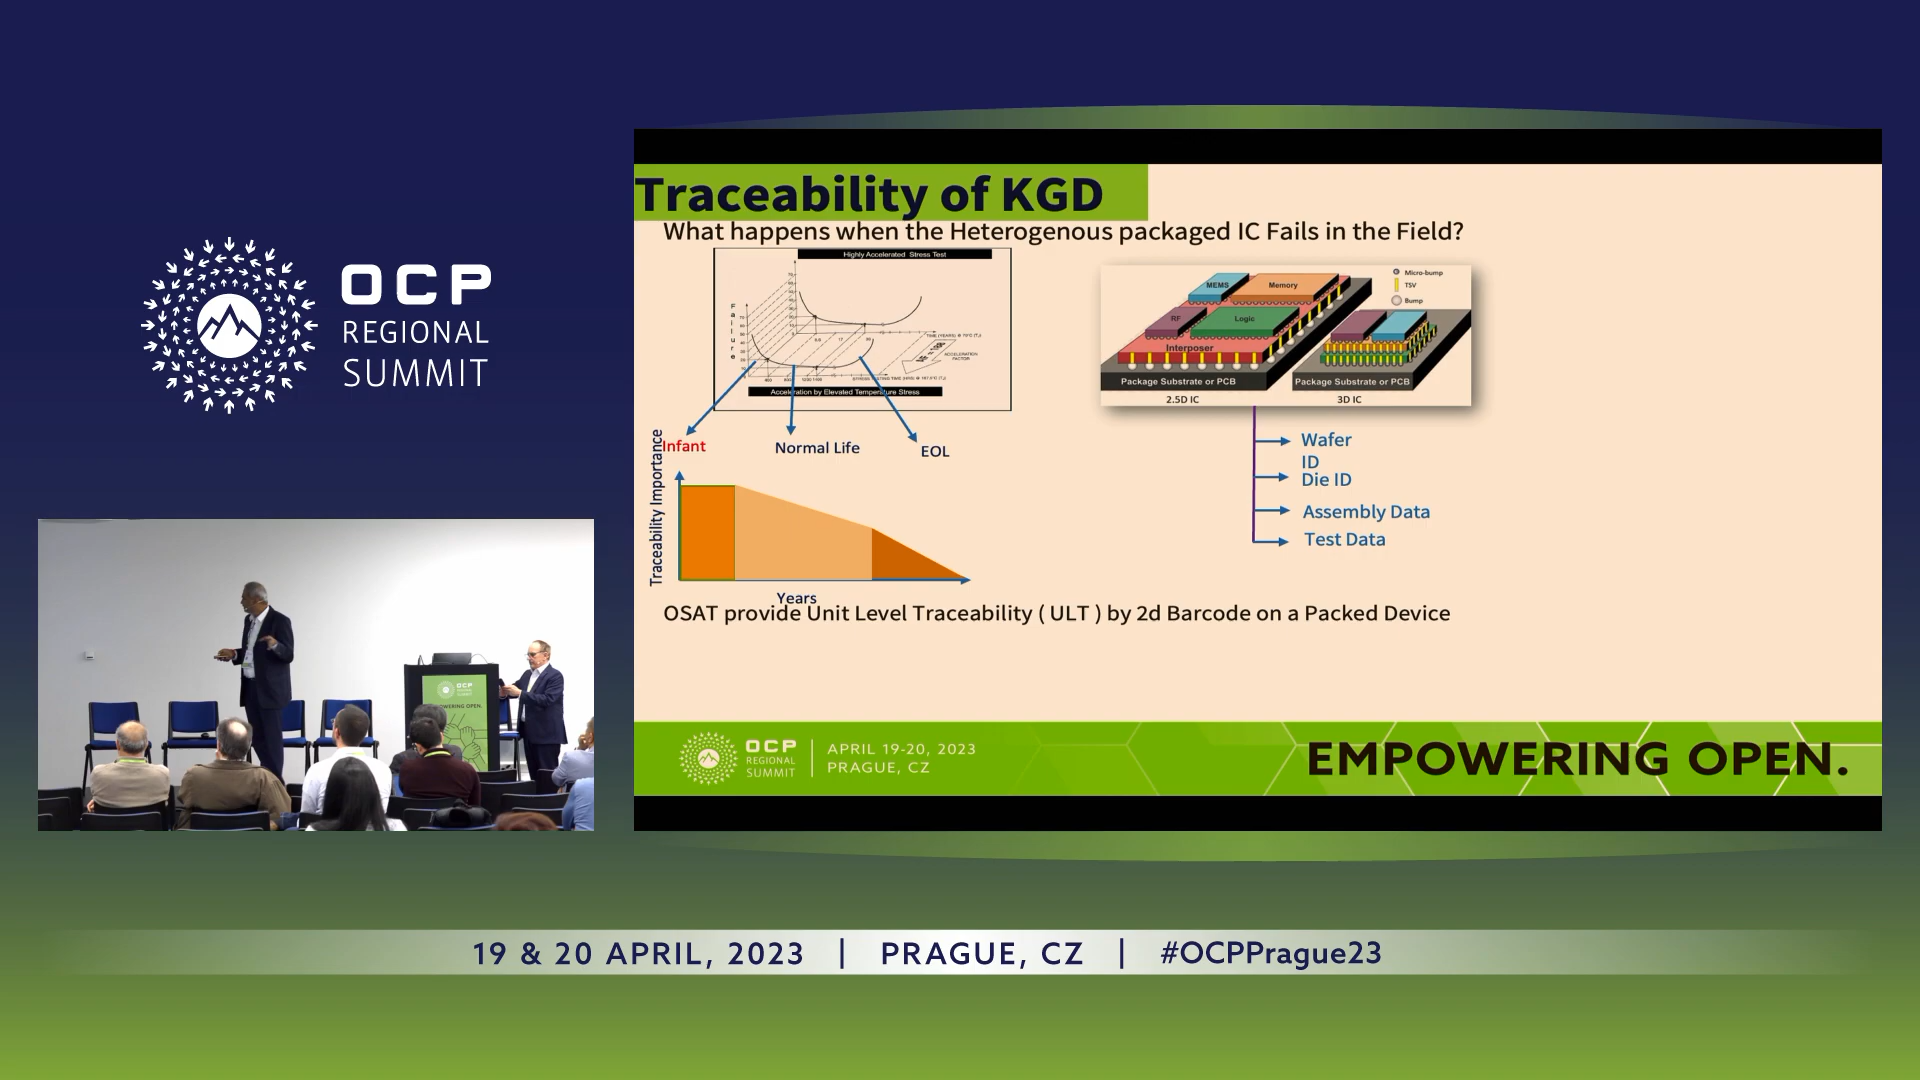 OCP
REGIONAL
SUMMIT
Traceability of KGD
What happens when the Heterogenous packaged IC Fails in the Field?
Highly Accelerated Stress Test
Failure
ACCELERATION
FACTOR
Acceleration by Elevated Temperature Stress
Infant
Normal Life
EOL
Traceability Importance
Years
MEMS
Memory
RF
Logic
Interposer
Micro-bump
TSV
Bump
Package Substrate or PCB
Package Substrate or PCB
2.5D IC
3D IC
Wafer
ID
Die ID
Assembly Data
Test Data
OSAT provide Unit Level Traceability ( ULT ) by 2d Barcode on a Packed Device
OCP
REGIONAL
SUMMIT
APRIL 19-20, 2023
PRAGUE, CZ
EMPOWERING OPEN.
OCP
19 & 20 APRIL, 2023 | PRAGUE, CZ | #OCPPrague23